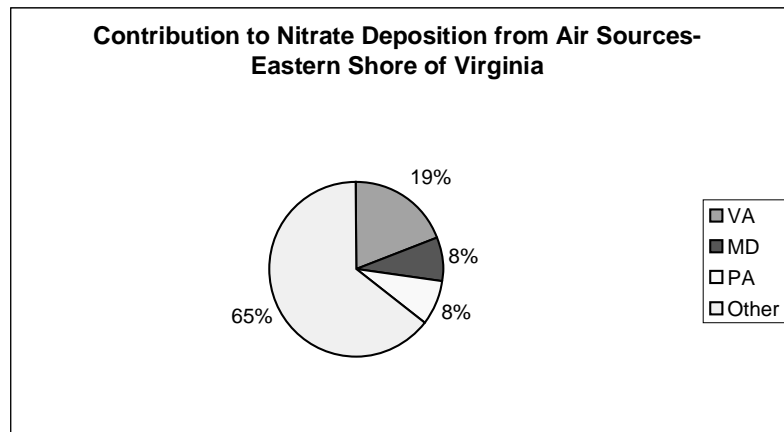 Contribution to Nitrate Deposition from Air Sources-
Eastern Shore of Virginia
19%
8%
8%
65%
VA
MD
PA
Other